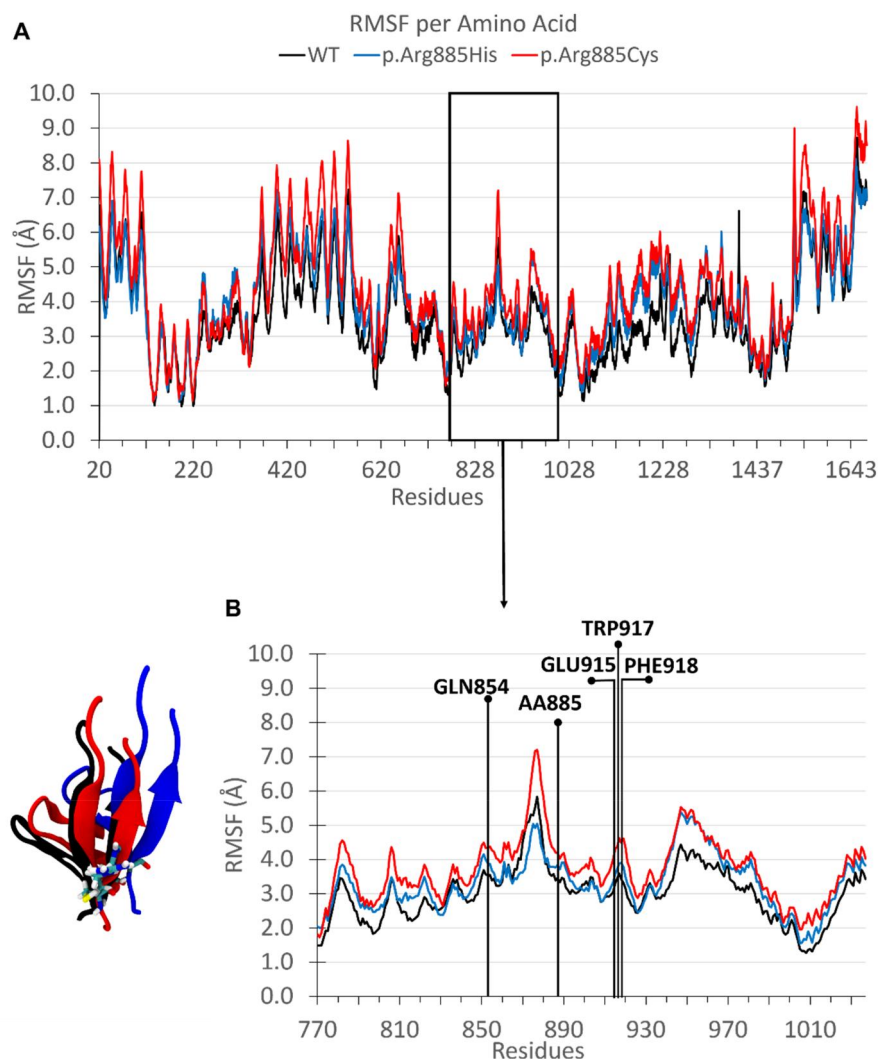 A
RMSF per Amino Acid
WT p.Arg885His p.Arg885Cys
10.0
9.0
8.0
7.0
6.0
5.0
4.0
3.0
2.0
1.0
0.0
RMSF (Å)
20 220 420 620 828 1028 1228 1437 1643
Residues
B
TRP917
GLU915 PHE918
GLN854
AA885
10.0
9.0
8.0
7.0
6.0
5.0
4.0
3.0
2.0
1.0
0.0
RMSF (Å)
770 810 850 890 930 970 1010
Residues